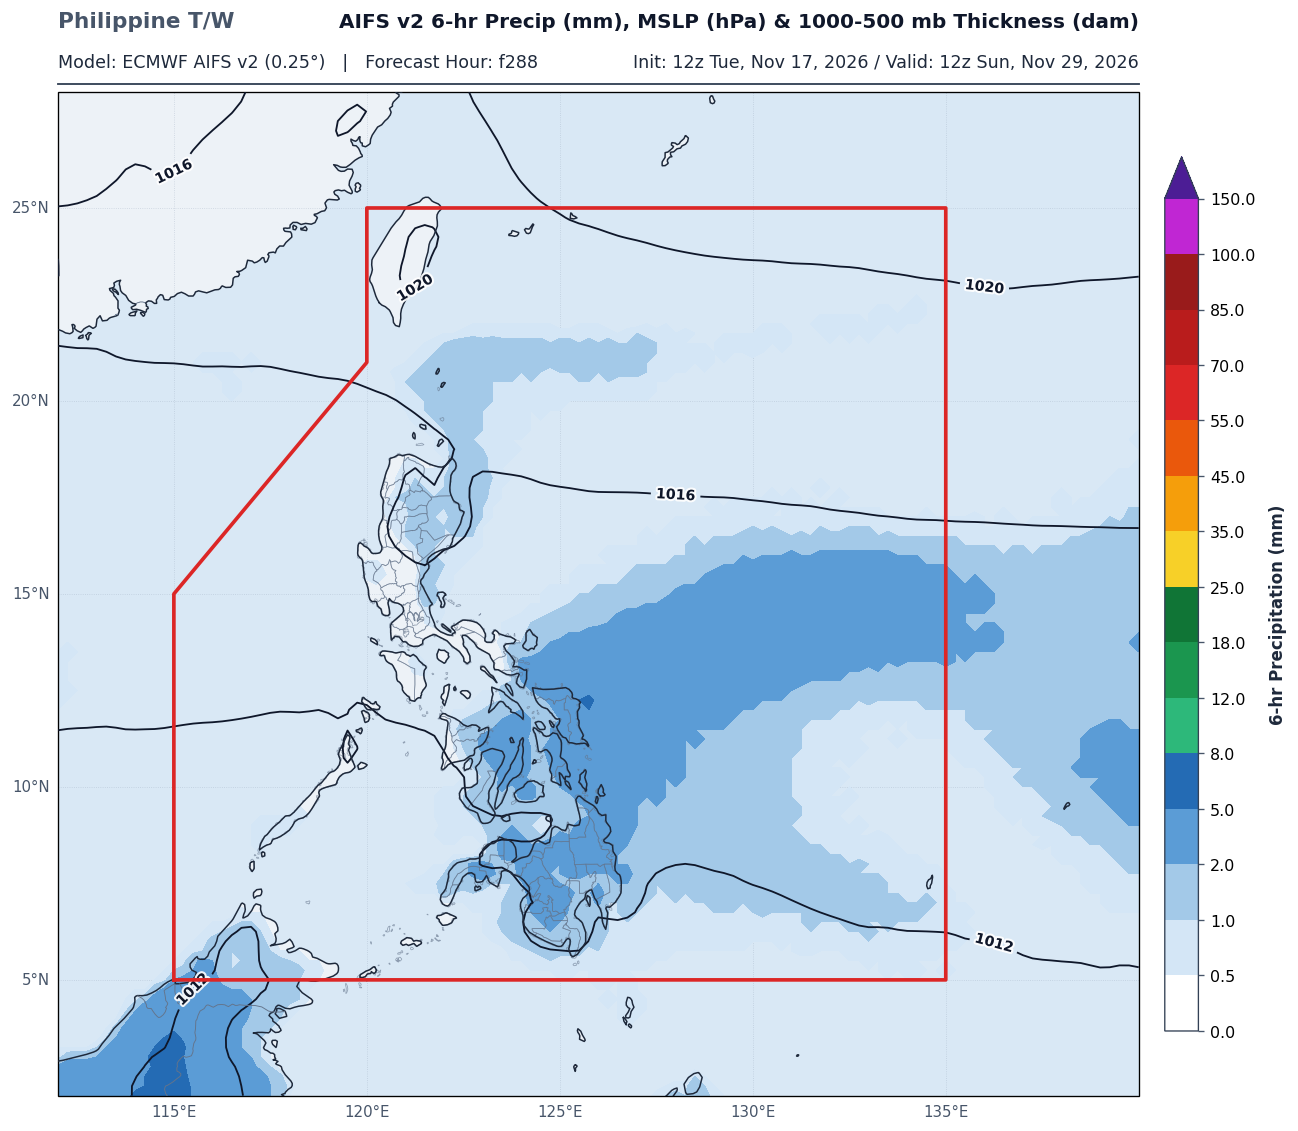 Philippine T/W
AIFS v2 6-hr Precip (mm), MSLP (hPa) & 1000-500 mb Thickness (dam)
Model: ECMWF AIFS v2 (0.25°) | Forecast Hour: f288
Init: 12z Tue, Nov 17, 2026 / Valid: 12z Sun, Nov 29, 2026
1016
1020
1020
1016
1012
1012
25°N
20°N
15°N
10°N
5°N
115°E
120°E
125°E
130°E
135°E
150.0
100.0
85.0
70.0
55.0
45.0
35.0
25.0
18.0
12.0
8.0
5.0
2.0
1.0
0.5
0.0
6-hr Precipitation (mm)